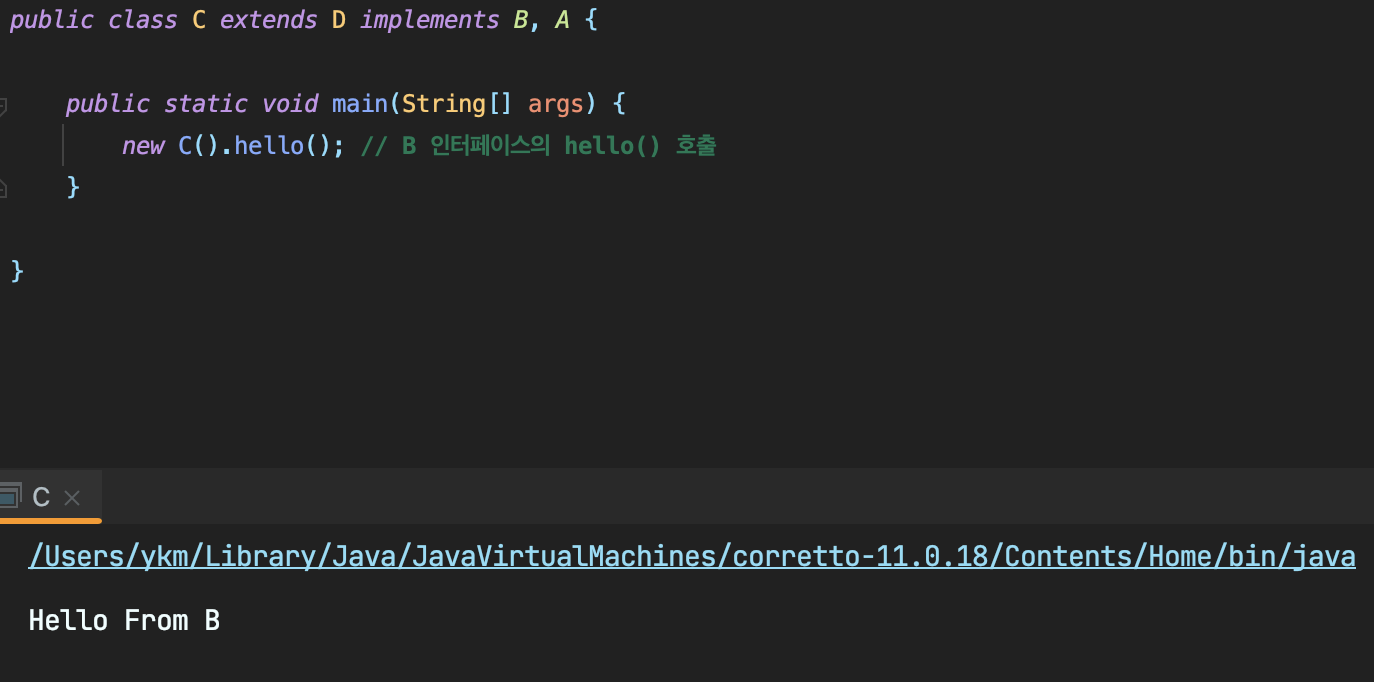 public class C extends D implements B, A {
public static void main(String[] args) {
new C().hello(); // B 인터페이스의 hello() 호출
}
}
C
/Users/ykm/Library/Java/JavaVirtualMachines/corretto-11.0.18/Contents/Home/bin/java
Hello From B